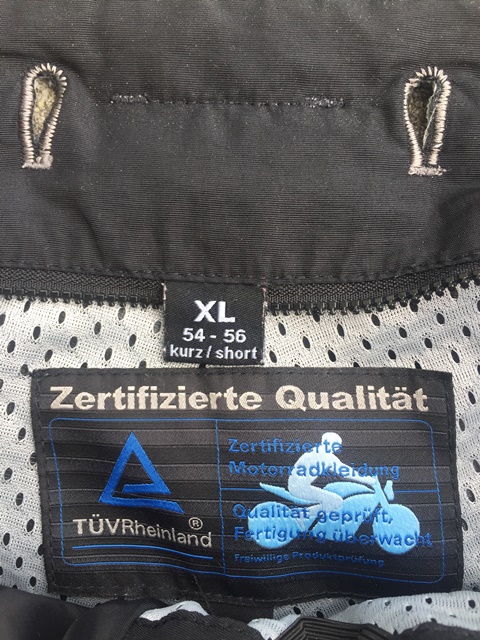 XL
54 - 56
kurz / short
Zertifizierte Qualität
TÜVRheinland®
Zertifizierte
Motorradkleidung
Qualität geprüft,
Fertigung überwacht
Freiwillige Produktprüfung